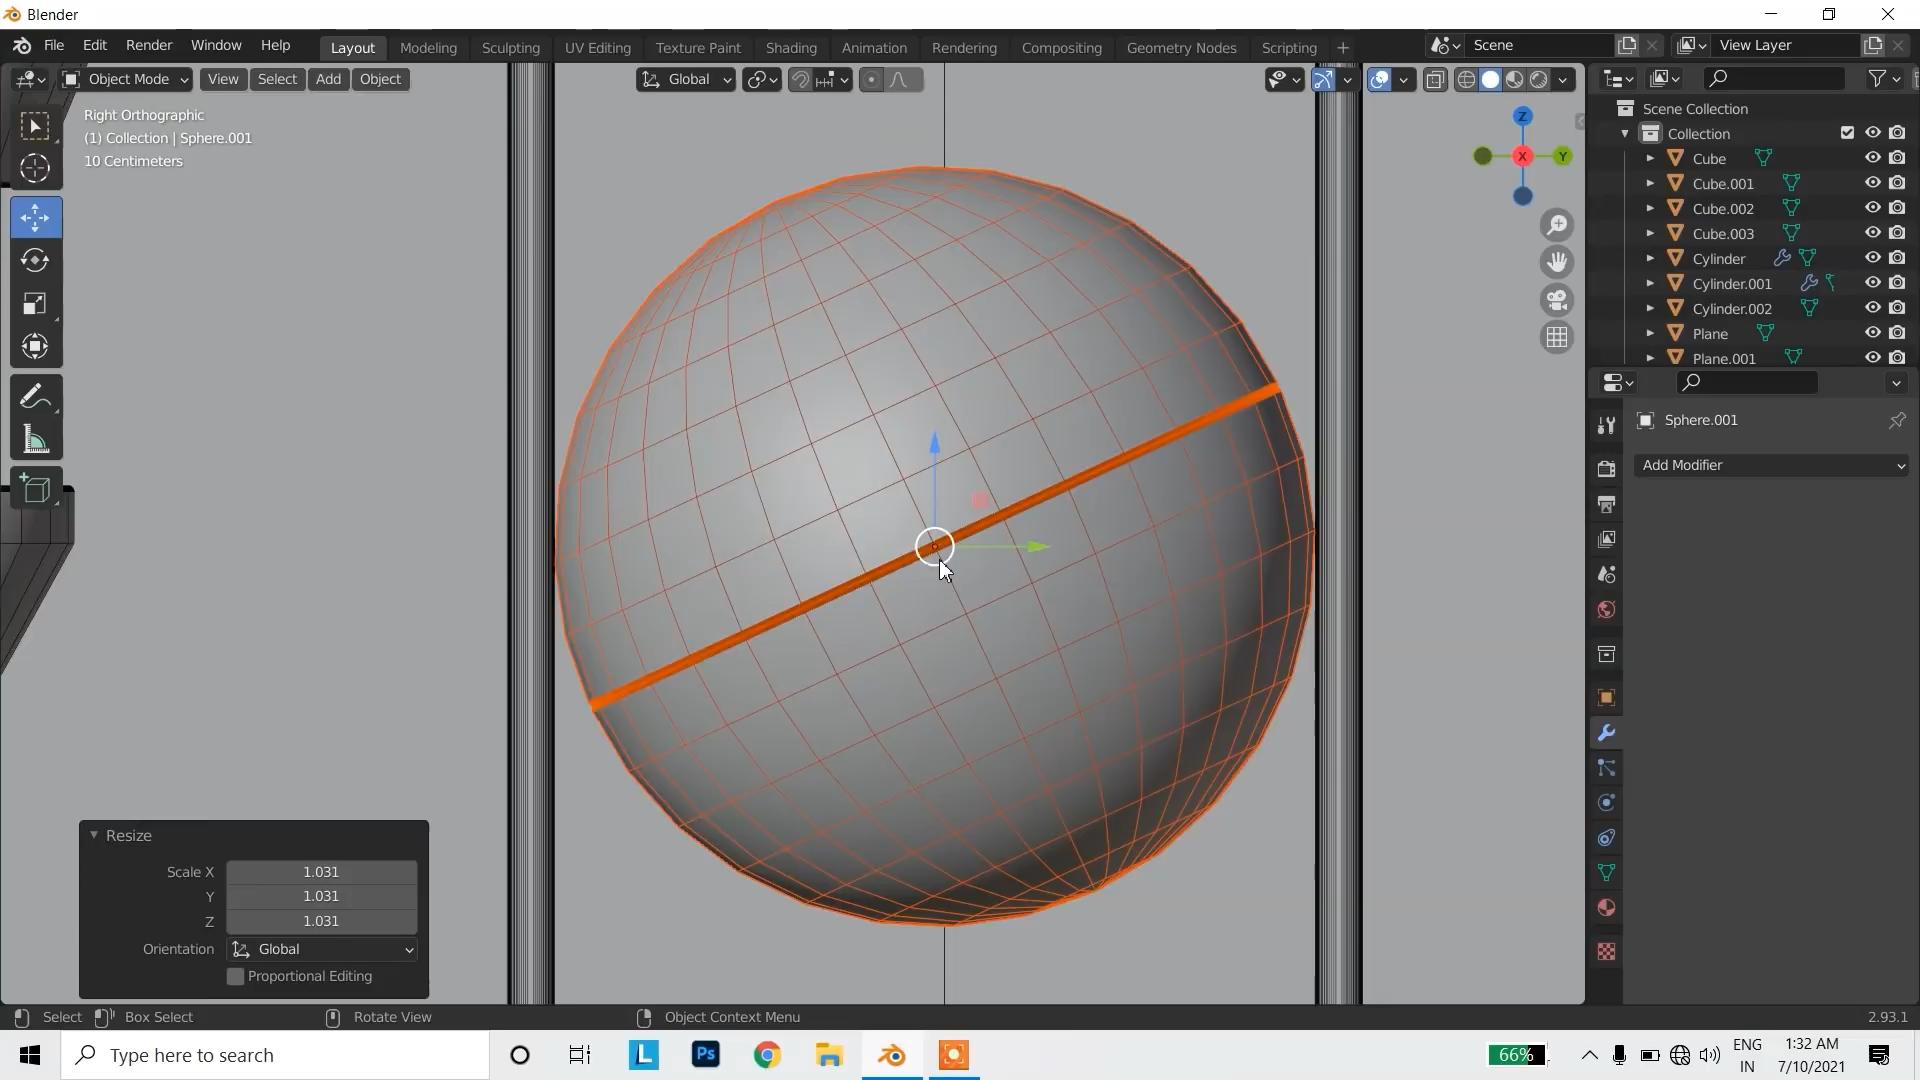 Blender
File Edit Render Window Help Layout Modeling Sculpting UV Editing Texture Paint Shading Animation Rendering Compositing Geometry Nodes Scripting + Scene View Layer
Object Mode View Select Add Object Global
Right Orthographic
(1) Collection | Sphere.001
10 Centimeters
Z
X
Y
Scene Collection
Collection
Cube
Cube.001
Cube.002
Cube.003
Cylinder
Cylinder.001
Cylinder.002
Plane
Plane.001
Sphere.001
Add Modifier
Resize
Scale X 1.031
Y 1.031
Z 1.031
Orientation Global
Proportional Editing
Select Box Select Rotate View Object Context Menu 2.93.1
Type here to search
L
Ps
66%
ENG
IN
1:32 AM
7/10/2021